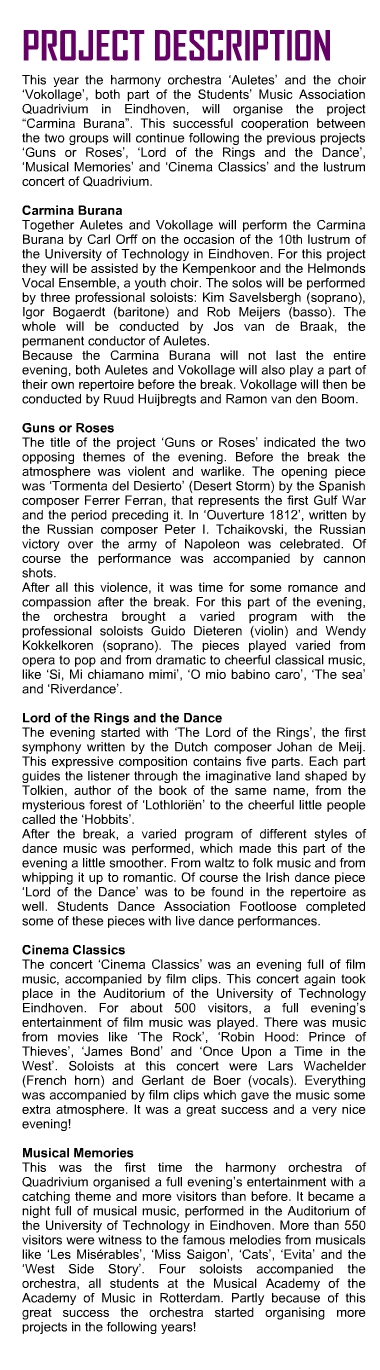 PROJECT DESCRIPTION
This year the harmony orchestra ‘Auletes’ and the choir
‘Vokollage’, both part of the Students’ Music Association
Quadrivium in Eindhoven, will organise the project
“Carmina Burana”. This successful cooperation between
the two groups will continue following the previous projects
‘Guns or Roses’, ‘Lord of the Rings and the Dance’,
‘Musical Memories’ and ‘Cinema Classics’ and the lustrum
concert of Quadrivium.

Carmina Burana
Together Auletes and Vokollage will perform the Carmina
Burana by Carl Orff on the occasion of the 10th lustrum of
the University of Technology in Eindhoven. For this project
they will be assisted by the Kempenkoor and the Helmonds
Vocal Ensemble, a youth choir. The solos will be performed
by three professional soloists: Kim Savelsbergh (soprano),
Igor Bogaerdt (baritone) and Rob Meijers (basso). The
whole will be conducted by Jos van de Braak, the
permanent conductor of Auletes.
Because the Carmina Burana will not last the entire
evening, both Auletes and Vokollage will also play a part of
their own repertoire before the break. Vokollage will then be
conducted by Ruud Huijbregts and Ramon van den Boom.

Guns or Roses
The title of the project ‘Guns or Roses’ indicated the two
opposing themes of the evening. Before the break the
atmosphere was violent and warlike. The opening piece
was ‘Tormenta del Desierto’ (Desert Storm) by the Spanish
composer Ferrer Ferran, that represents the first Gulf War
and the period preceding it. In ‘Ouverture 1812’, written by
the Russian composer Peter I. Tchaikovski, the Russian
victory over the army of Napoleon was celebrated. Of
course the performance was accompanied by cannon
shots.
After all this violence, it was time for some romance and
compassion after the break. For this part of the evening,
the orchestra brought a varied program with the
professional soloists Guido Dieteren (violin) and Wendy
Kokkelkoren (soprano). The pieces played varied from
opera to pop and from dramatic to cheerful classical music,
like ‘Si, Mi chiamano mimi’, ‘O mio babino caro’, ‘The sea’
and ‘Riverdance’.

Lord of the Rings and the Dance
The evening started with ‘The Lord of the Rings’, the first
symphony written by the Dutch composer Johan de Meij.
This expressive composition contains five parts. Each part
guides the listener through the imaginative land shaped by
Tolkien, author of the book of the same name, from the
mysterious forest of ‘Lothloriën’ to the cheerful little people
called the ‘Hobbits’.
After the break, a varied program of different styles of
dance music was performed, which made this part of the
evening a little smoother. From waltz to folk music and from
whipping it up to romantic. Of course the Irish dance piece
‘Lord of the Dance’ was to be found in the repertoire as
well. Students Dance Association Footloose completed
some of these pieces with live dance performances.

Cinema Classics
The concert ‘Cinema Classics’ was an evening full of film
music, accompanied by film clips. This concert again took
place in the Auditorium of the University of Technology
Eindhoven. For about 500 visitors, a full evening’s
entertainment of film music was played. There was music
from movies like ‘The Rock’, ‘Robin Hood: Prince of
Thieves’, ‘James Bond’ and ‘Once Upon a Time in the
West’. Soloists at this concert were Lars Wachelder
(French horn) and Gerlant de Boer (vocals). Everything
was accompanied by film clips which gave the music some
extra atmosphere. It was a great success and a very nice
evening!

Musical Memories
This was the first time the harmony orchestra of
Quadrivium organised a full evening’s entertainment with a
catching theme and more visitors than before. It became a
night full of musical music, performed in the Auditorium of
the University of Technology in Eindhoven. More than 550
visitors were witness to the famous melodies from musicals
like ‘Les Misérables’, ‘Miss Saigon’, ‘Cats’, ‘Evita’ and the
‘West Side Story’. Four soloists accompanied the
orchestra, all students at the Musical Academy of the
Academy of Music in Rotterdam. Partly because of this
great success the orchestra started organising more
projects in the following years!